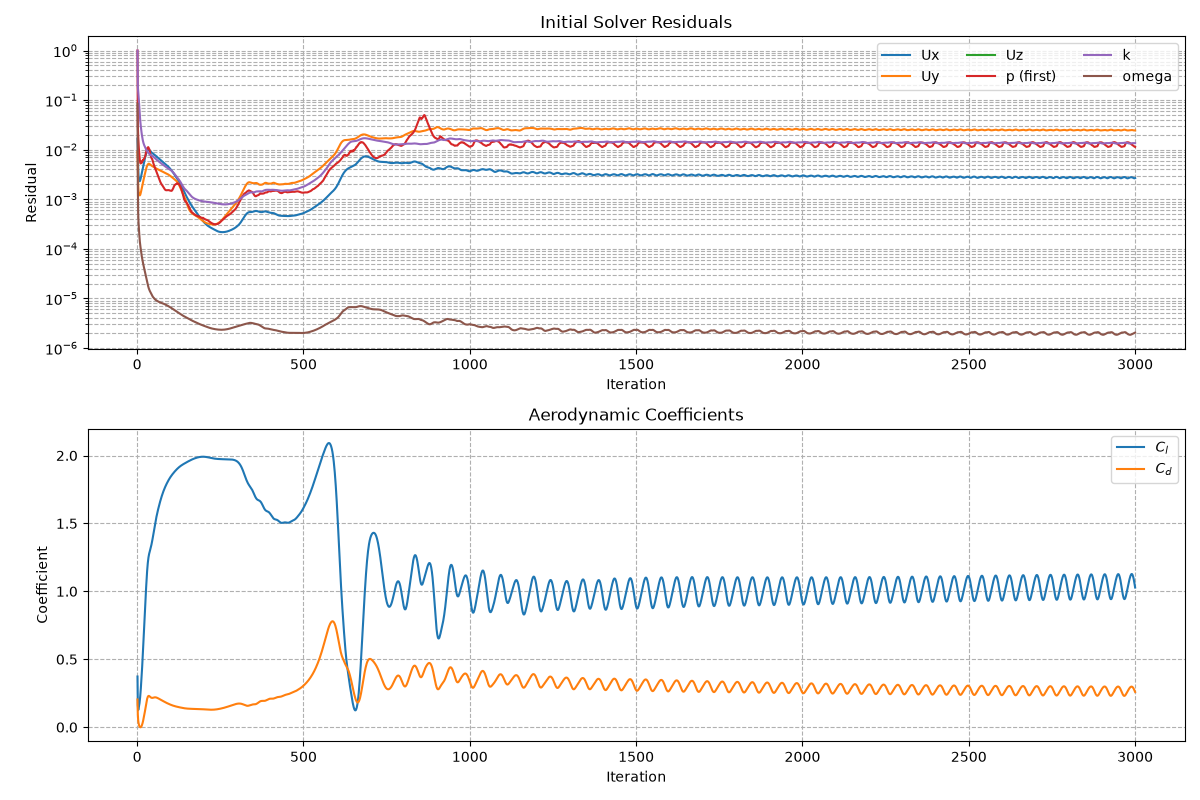 Initial Solver Residuals
Ux Uz k
Uy p (first) omega
10⁰
10⁻¹
10⁻²
10⁻³
10⁻⁴
10⁻⁵
10⁻⁶
Residual
0 500 1000 1500 2000 2500 3000
Iteration
Aerodynamic Coefficients
Cₗ
C_d
2.0
1.5
1.0
0.5
0.0
Coefficient
0 500 1000 1500 2000 2500 3000
Iteration